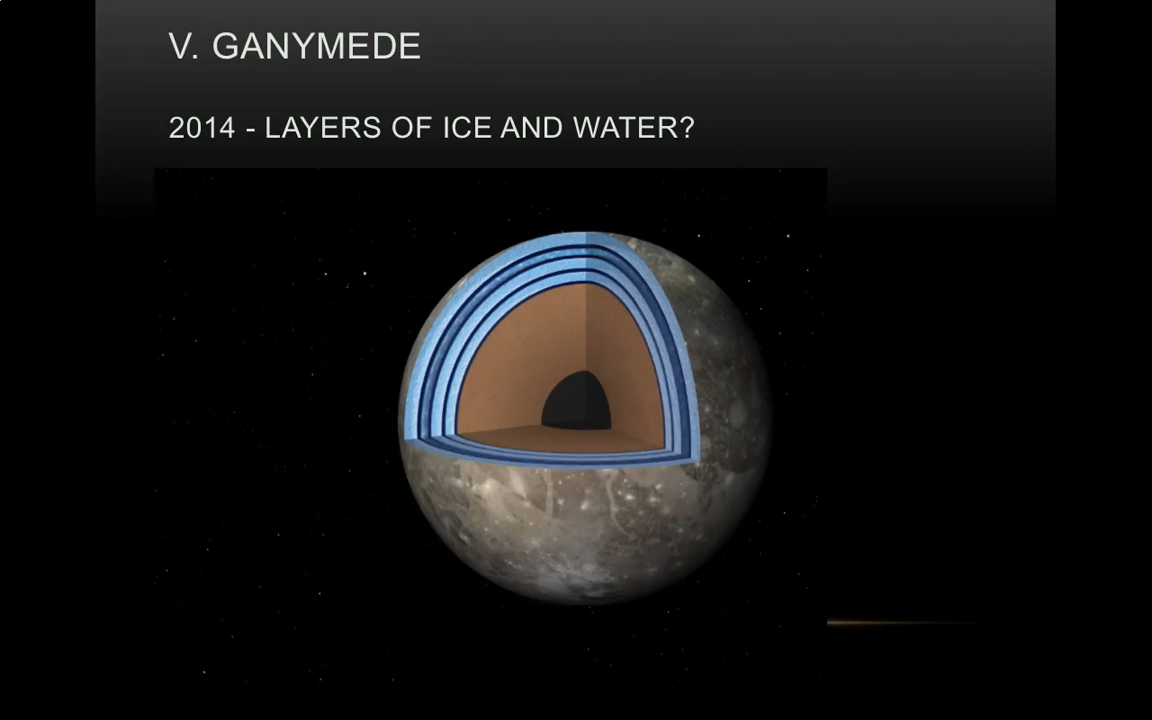 V. GANYMEDE
2014 - LAYERS OF ICE AND WATER?